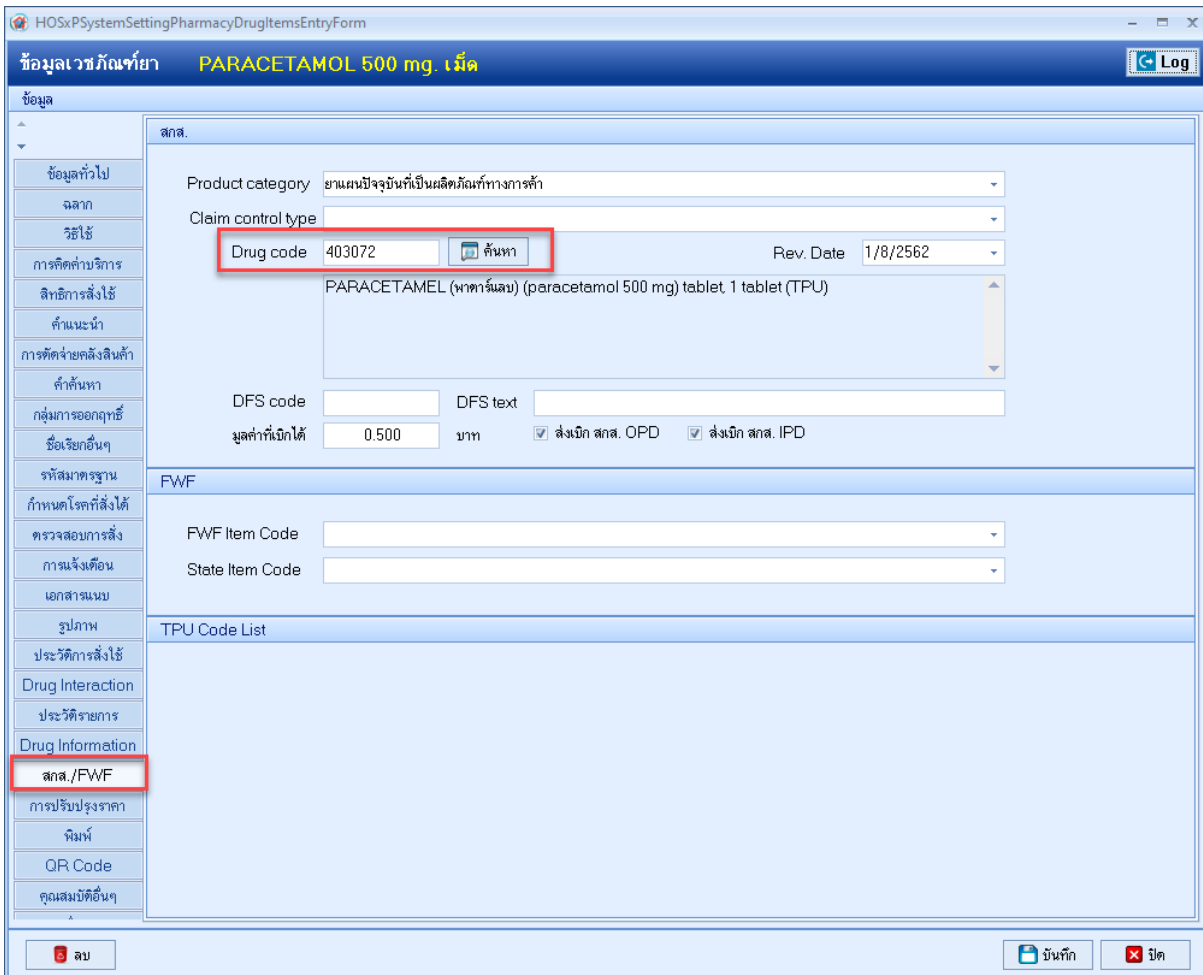 HOSxPSystemSettingPharmacyDrugItemsEntryForm
ข้อมูลเวชภัณฑ์ยา PARACETAMOL 500 mg. เม็ด Log
ข้อมูล
สกส.
ข้อมูลทั่วไป
Product category ยาแผนปัจจุบันที่เป็นผลิตภัณฑ์ทางการค้า
ฉลาก
Claim control type
วิธีใช้
Drug code 403072 ค้นหา Rev. Date 1/8/2562
การคิดค่าบริการ
PARACETAMEL (พาตาร์แลบ) (paracetamol 500 mg) tablet, 1 tablet (TPU)
สิทธิการสั่งใช้
คำแนะนำ
การตัดจ่ายคลังสินค้า
คำค้นหา
DFS code DFS text
กลุ่มการออกฤทธิ์
มูลค่าที่เบิกได้ 0.500 บาท ส่งเบิก สกส. OPD ส่งเบิก สกส. IPD
ชื่อเรียกอื่นๆ
รหัสมาตรฐาน
FWF
กำหนดโรคที่สั่งได้
ตรวจสอบการสั่ง
FWF Item Code
การแจ้งเตือน
State Item Code
เอกสารแนบ
รูปภาพ
TPU Code List
ประวัติการสั่งใช้
Drug Interaction
ประวัติรายการ
Drug Information
สกส./FWF
การปรับปรุงราคา
พิมพ์
QR Code
คุณสมบัติอื่นๆ
ลบ บันทึก ปิด